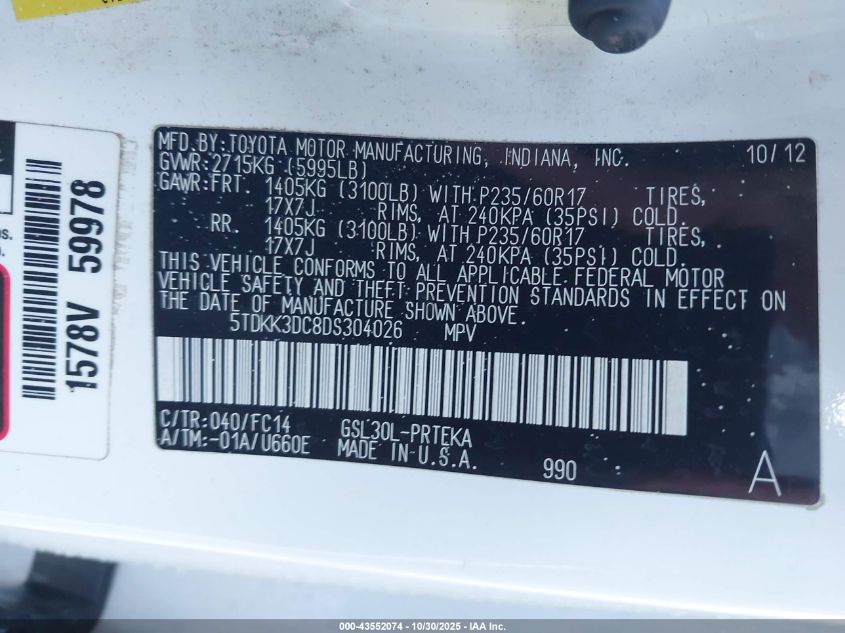 MFD.BY:TOYOTA MOTOR MANUFACTURING, INDIANA, INC. 10/12
GVWR:2715KG (5995LB)
GAWR:FRT. 1405KG (3100LB) WITH P235/60R17 TIRES,
17X7J RIMS, AT 240KPA (35PSI) COLD.
RR. 1405KG (3100LB) WITH P235/60R17 TIRES,
17X7J RIMS, AT 240KPA (35PSI) COLD.
THIS VEHICLE CONFORMS TO ALL APPLICABLE FEDERAL MOTOR
VEHICLE SAFETY AND THEFT PREVENTION STANDARDS IN EFFECT ON
THE DATE OF MANUFACTURE SHOWN ABOVE.
5TDKK3DC8DS304026 MPV
C/TR:040/FC14 GSL30L-PRTEKA
A/TM:-01A/U660E MADE IN U.S.A. 990 A
1578V 59978
000-43552074 - 10/30/2025 - IAA Inc.